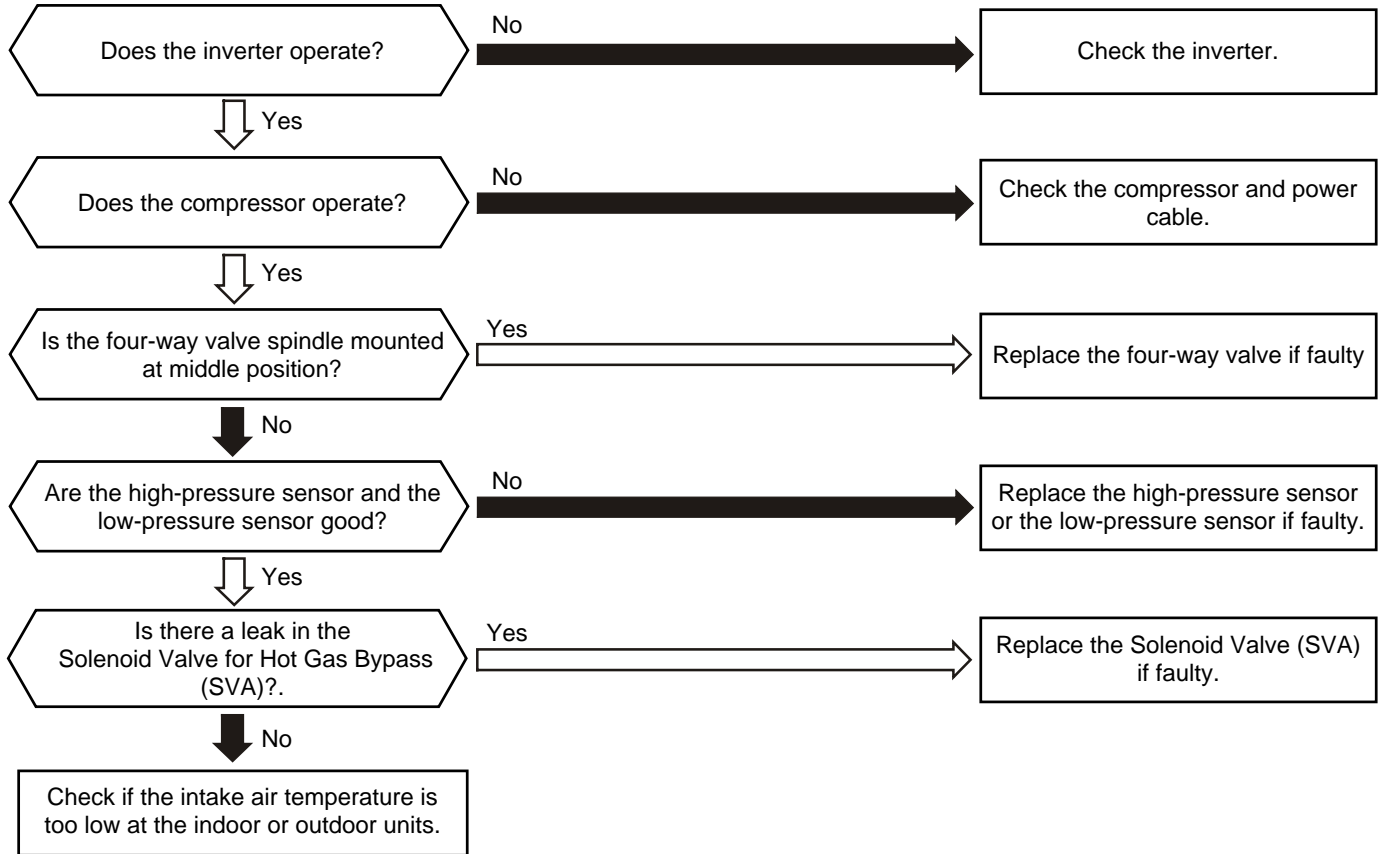 Does the inverter operate?
No
Check the inverter.
Yes
Does the compressor operate?
No
Check the compressor and power
cable.
Yes
Is the four-way valve spindle mounted
at middle position?
Yes
Replace the four-way valve if faulty
No
Are the high-pressure sensor and the
low-pressure sensor good?
No
Replace the high-pressure sensor
or the low-pressure sensor if faulty.
Yes
Is there a leak in the
Solenoid Valve for Hot Gas Bypass
(SVA)?.
Yes
Replace the Solenoid Valve (SVA)
if faulty.
No
Check if the intake air temperature is
too low at the indoor or outdoor units.